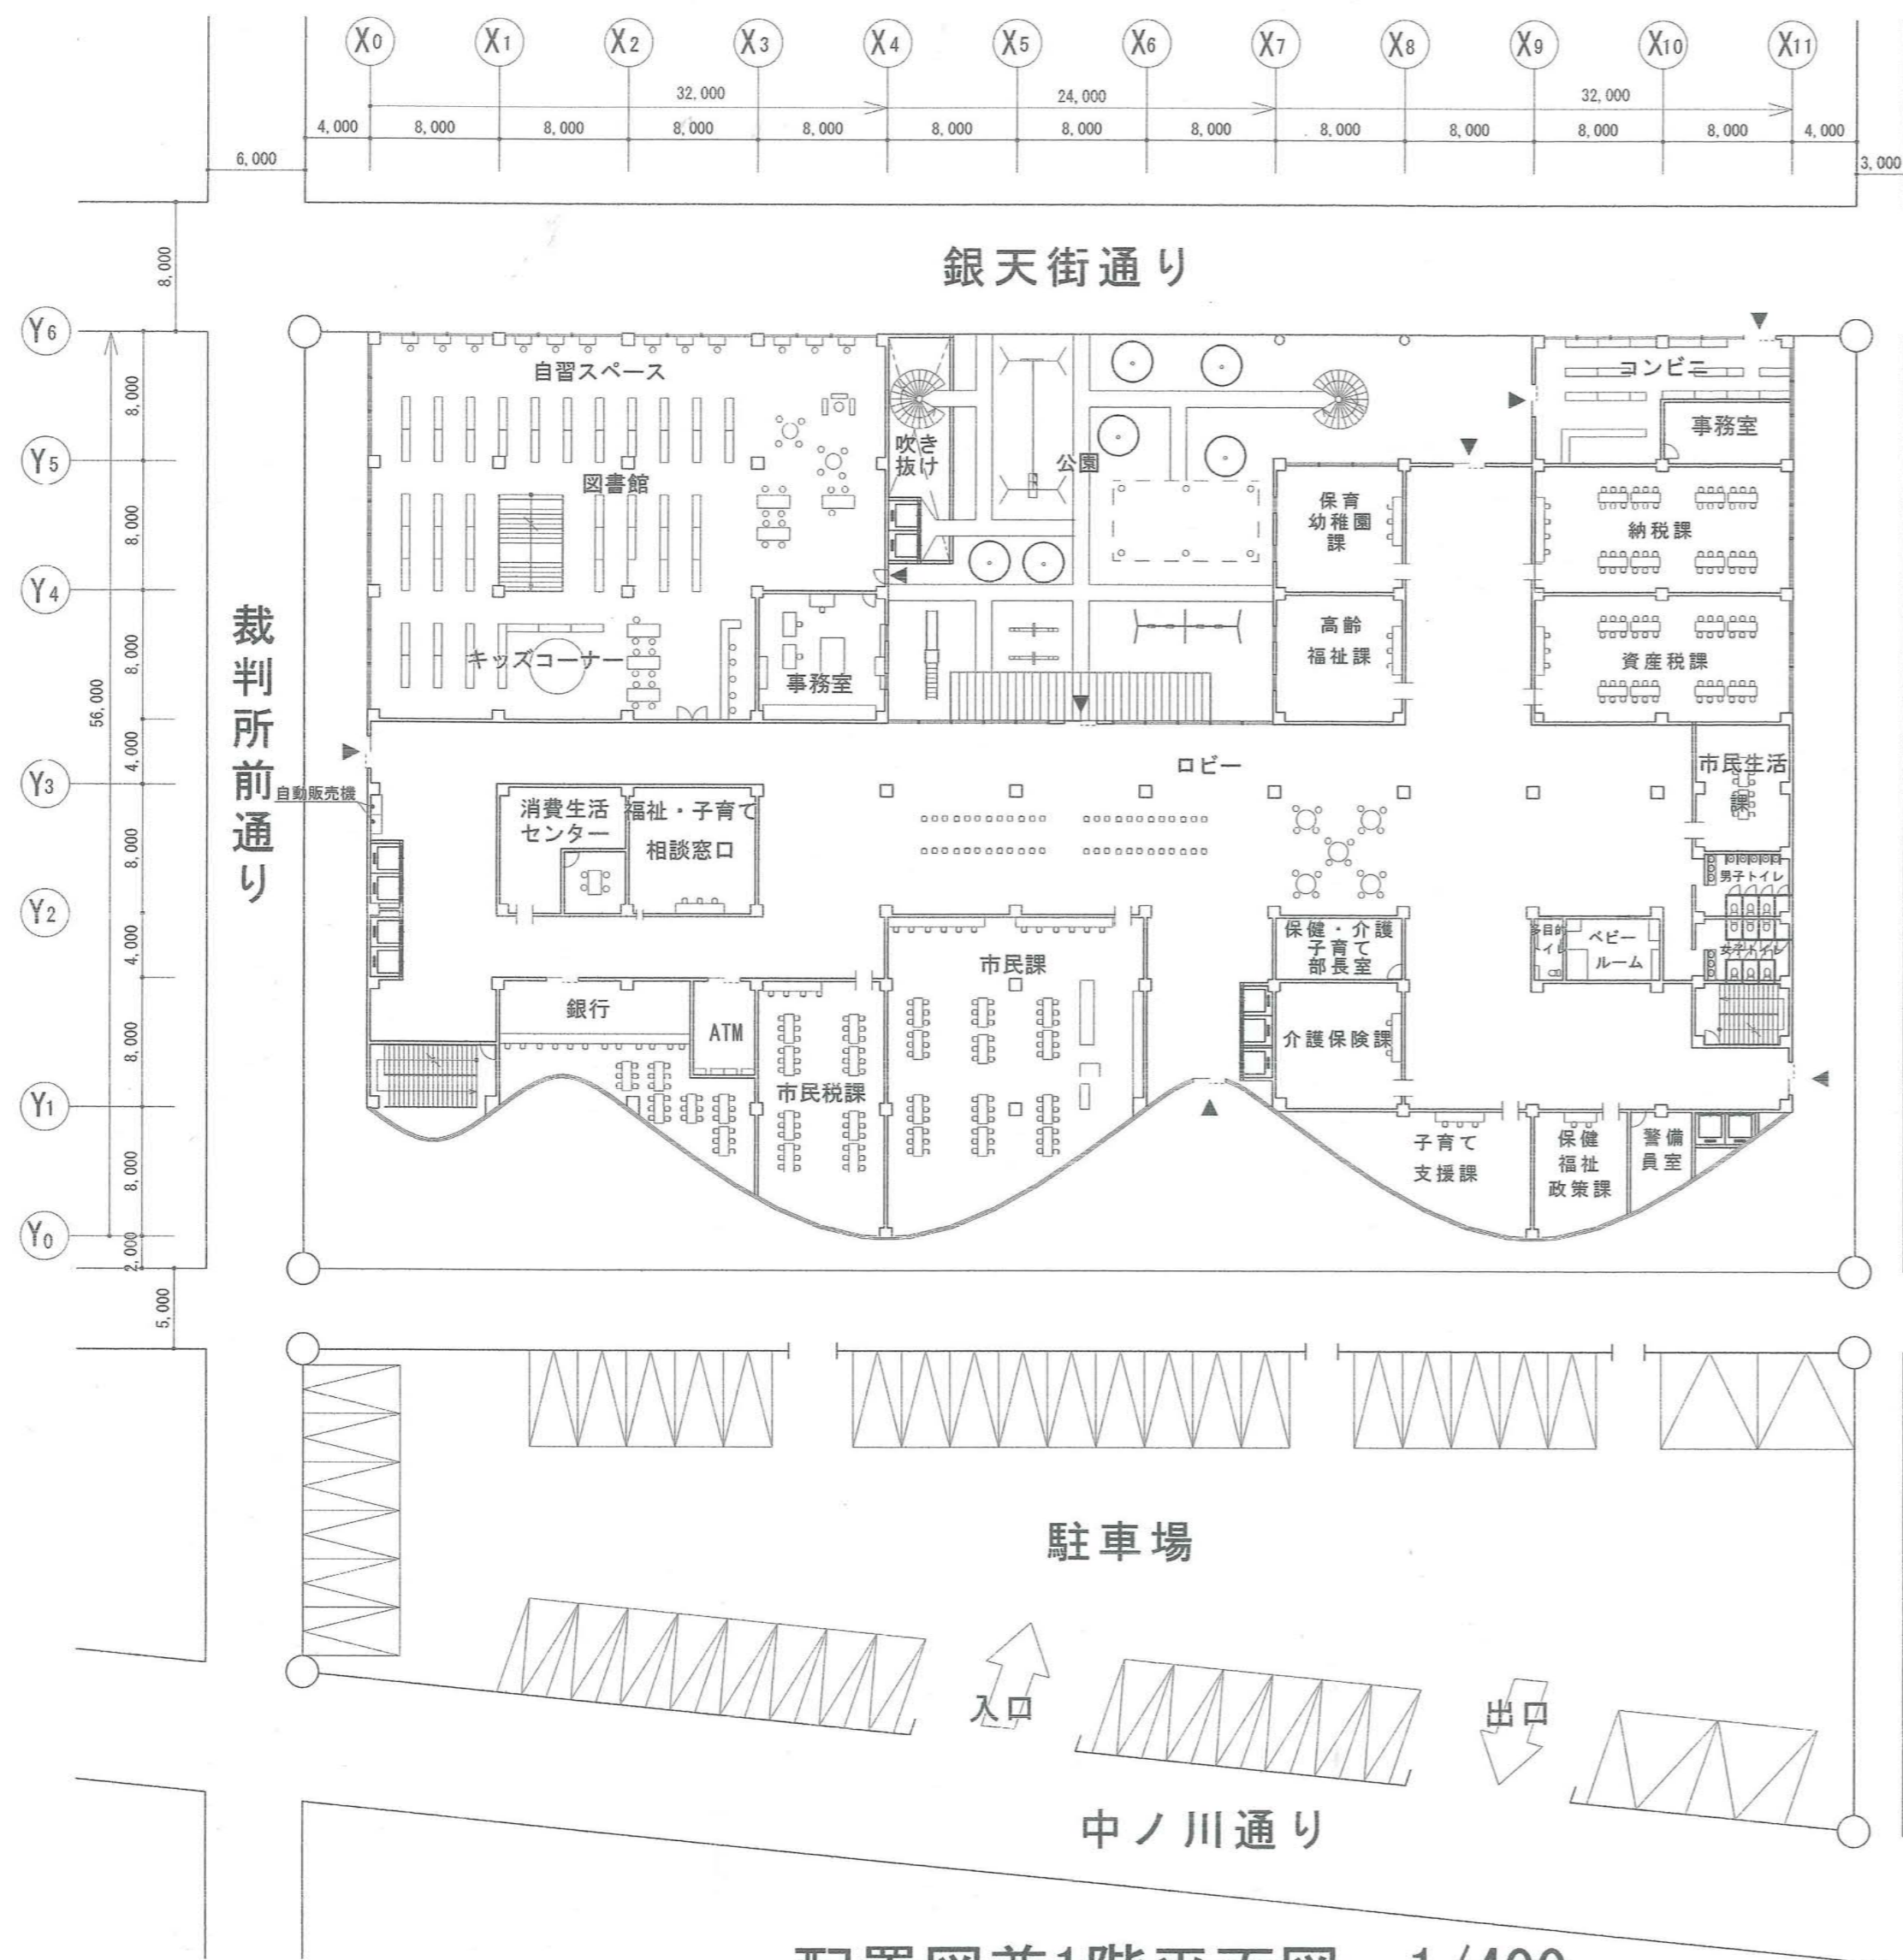 X0 X1 X2 X3 X4 X5 X6 X7 X8 X9 X10 X11
32,000 24,000 32,000
4,000 8,000 8,000 8,000 8,000 8,000 8,000 8,000 8,000 8,000 8,000 8,000 4,000
6,000
3,000
8,000
銀天街通り
Y6
Y5
Y4
Y3
Y2
Y1
Y0
56,000
8,000
8,000
8,000
4,000
8,000
4,000
8,000
8,000
2,000
5,000
裁判所前通り
自習スペース
図書館
キッズコーナー
事務室
吹き
抜け
公園
コンビニ
事務室
保育
幼稚園
課
納税課
高齢
福祉課
資産税課
ロビー
市民生活
課
自動販売機
消費生活
センター
福祉・子育て
相談窓口
男子トイレ
女子トイレ
多目的
トイレ
ベビー
ルーム
保健・介護
子育て
部長室
市民課
銀行
ATM
介護保険課
市民税課
子育て
支援課
保健
福祉
政策課
警備
員室
駐車場
入口
出口
中ノ川通り
配置図兼1階平面図 1/400